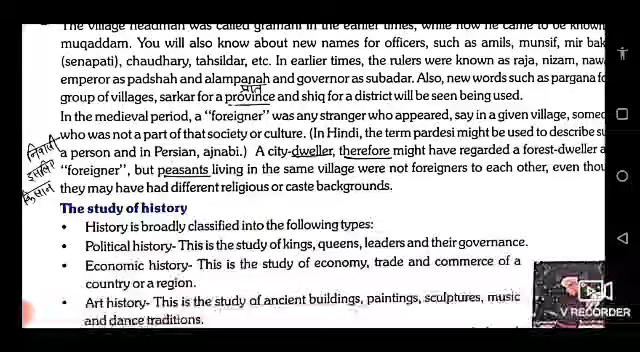 The village headman was called gramani in the earlier times, while now he came to be known
muqaddam. You will also know about new names for officers, such as amils, munsif, mir bak
(senapati), chaudhary, tahsildar, etc. In earlier times, the rulers were known as raja, nizam, naw
emperor as padshah and alampanah and governor as subadar. Also, new words such as pargana fo
प्रांत
group of villages, sarkar for a province and shiq for a district will be seen being used.
In the medieval period, a “foreigner” was any stranger who appeared, say in a given village, someo
who was not a part of that society or culture. (In Hindi, the term pardesi might be used to describe su
निवासी
a person and in Persian, ajnabi.) A city-dweller, therefore might have regarded a forest-dweller a
इसलिए
“foreigner”, but peasants living in the same village were not foreigners to each other, even thou
किसान
they may have had different religious or caste backgrounds.
The study of history
• History is broadly classified into the following types:
• Political history- This is the study of kings, queens, leaders and their governance.
• Economic history- This is the study of economy, trade and commerce of a
country or a region.
• Art history- This is the study of ancient buildings, paintings, sculptures, music
and dance traditions.
V RECORDER